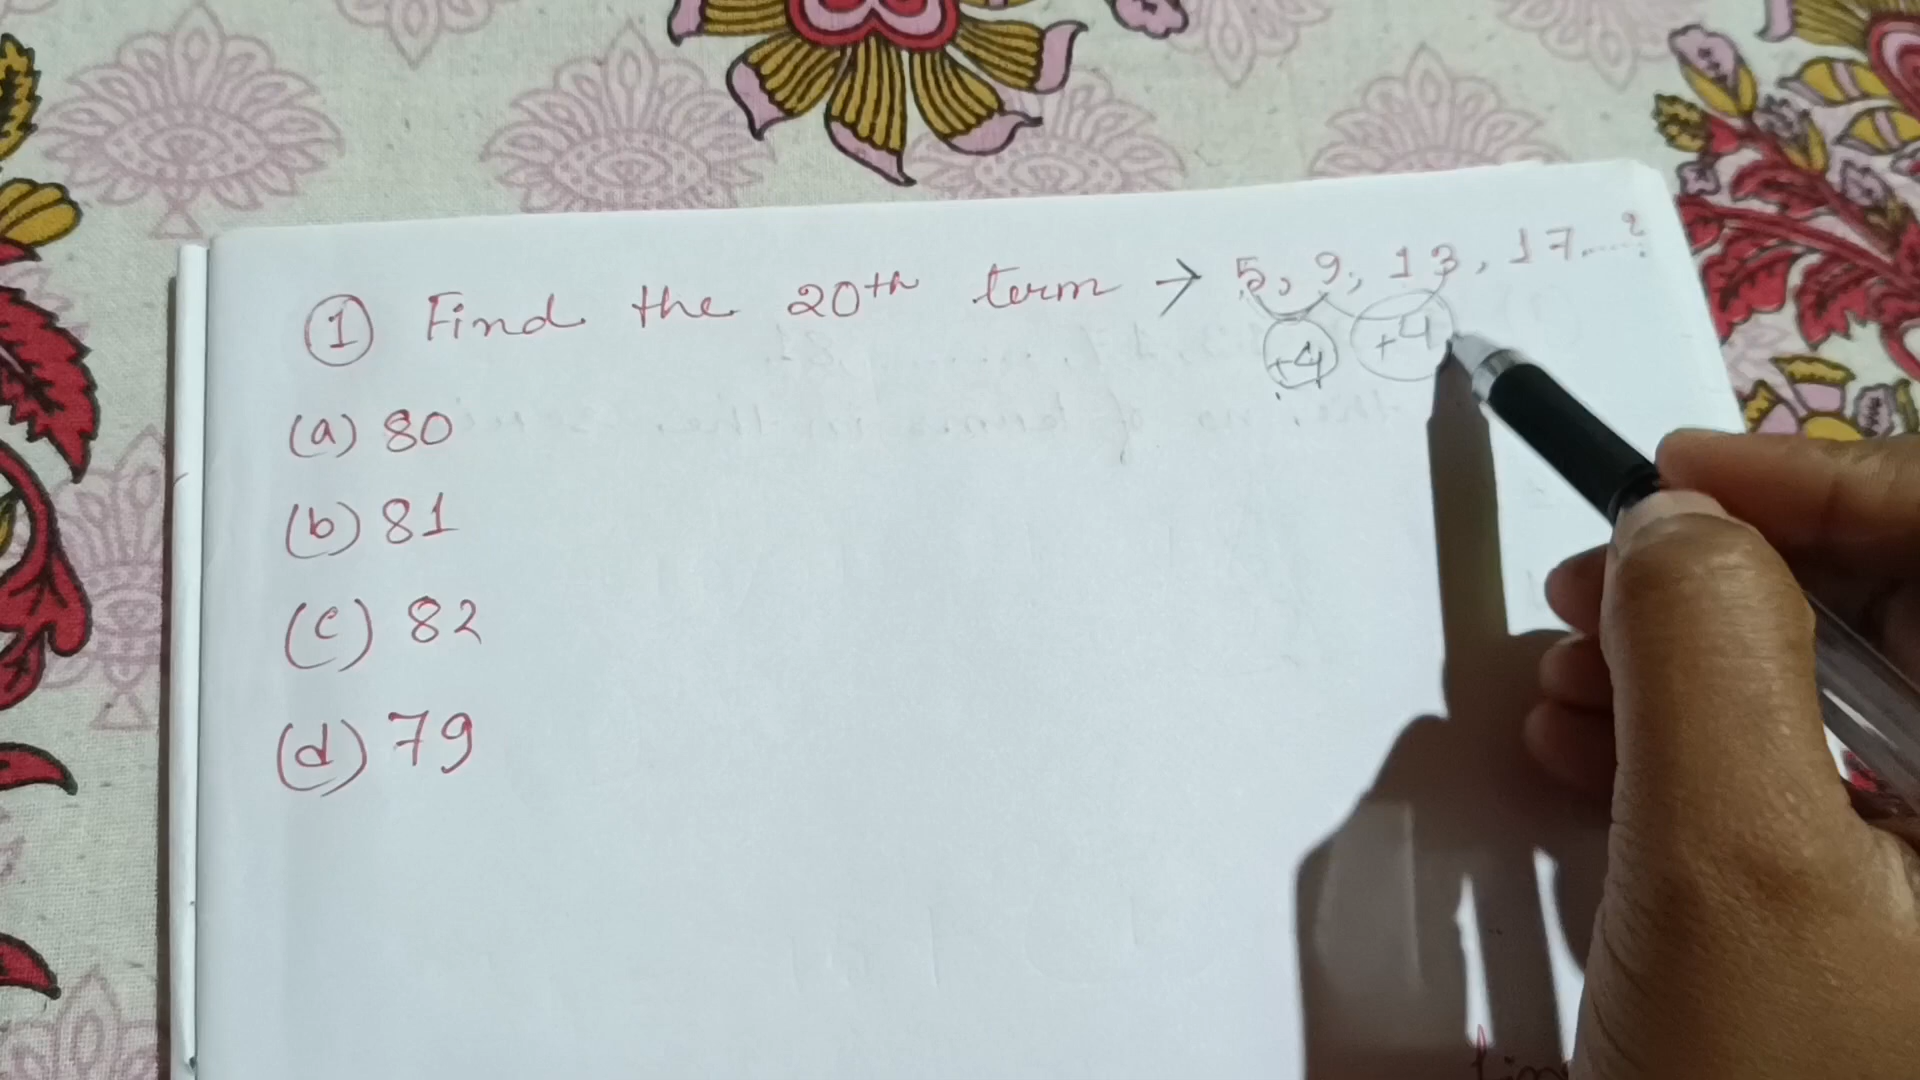 ① Find the 20th term → 5, 9, 13, 17.....?
+4 +4
(a) 80
(b) 81
(c) 82
(d) 79